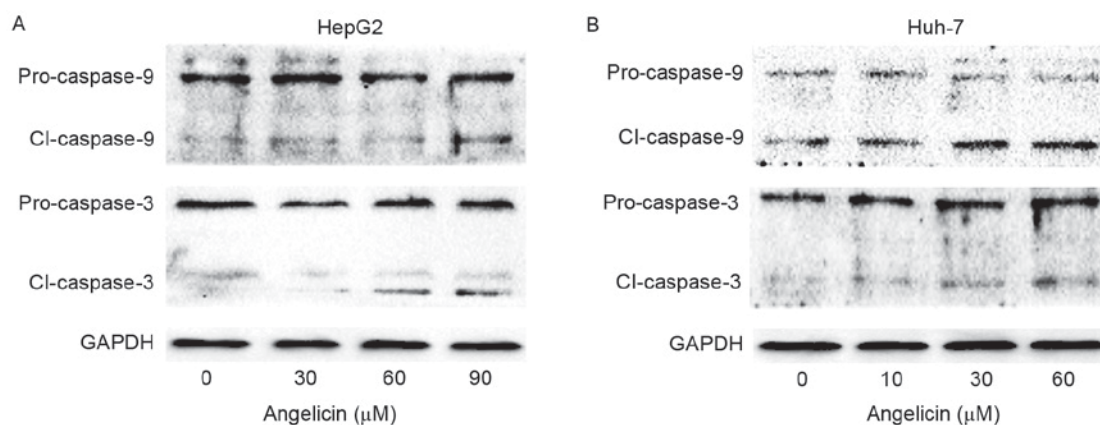 A
HepG2
Pro-caspase-9
Cl-caspase-9
Pro-caspase-3
Cl-caspase-3
GAPDH
0 30 60 90
Angelicin (μM)
B
Huh-7
Pro-caspase-9
Cl-caspase-9
Pro-caspase-3
Cl-caspase-3
GAPDH
0 10 30 60
Angelicin (μM)